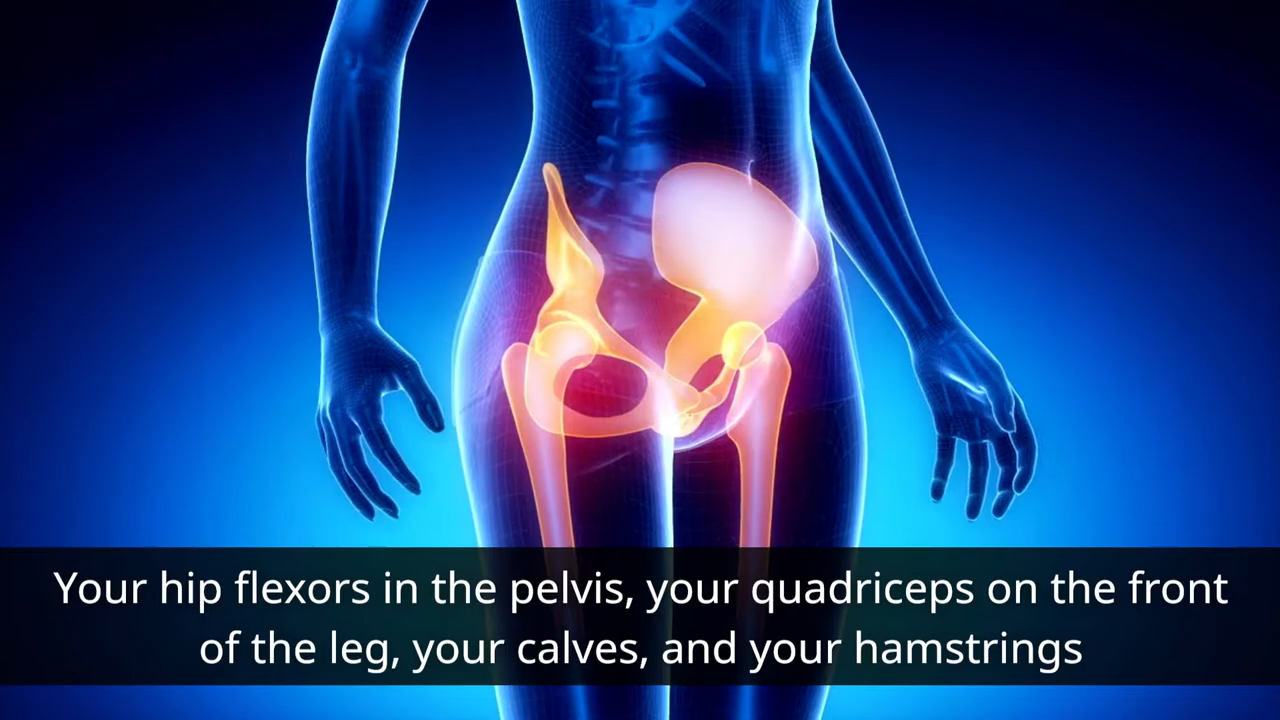 Your hip flexors in the pelvis, your quadriceps on the front
of the leg, your calves, and your hamstrings